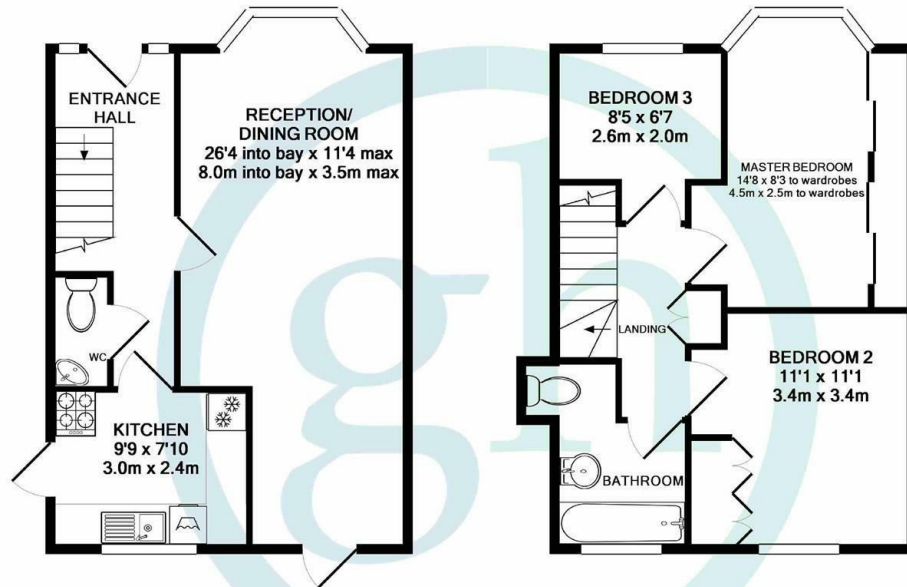 ENTRANCE
HALL
RECEPTION/
DINING ROOM
26'4 into bay x 11'4 max
8.0m into bay x 3.5m max
WC
KITCHEN
9'9 x 7'10
3.0m x 2.4m
BEDROOM 3
8'5 x 6'7
2.6m x 2.0m
MASTER BEDROOM
14'8 x 8'3 to wardrobes
4.5m x 2.5m to wardrobes
LANDING
BEDROOM 2
11'1 x 11'1
3.4m x 3.4m
BATHROOM
gh